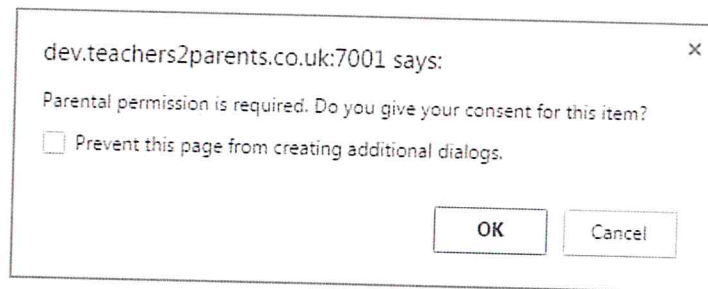 dev.teachers2parents.co.uk:7001 says:
Parental permission is required. Do you give your consent for this item?
Prevent this page from creating additional dialogs.
OK Cancel